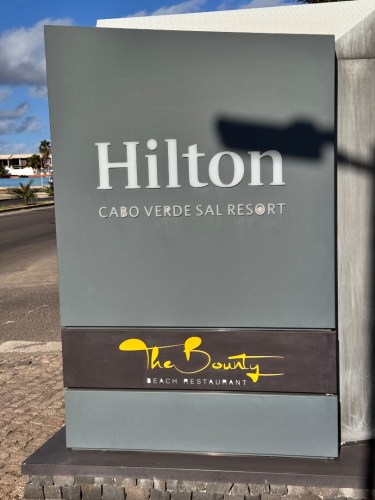 Hilton
CABO VERDE SAL RESORT
The Bounty
BEACH RESTAURANT